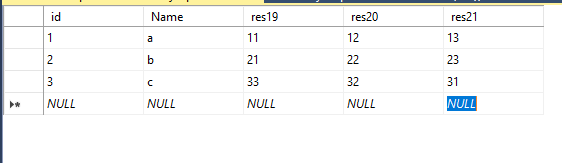 id Name res19 res20 res21
1 a 11 12 13
2 b 21 22 23
3 c 33 32 31
NULL NULL NULL NULL NULL